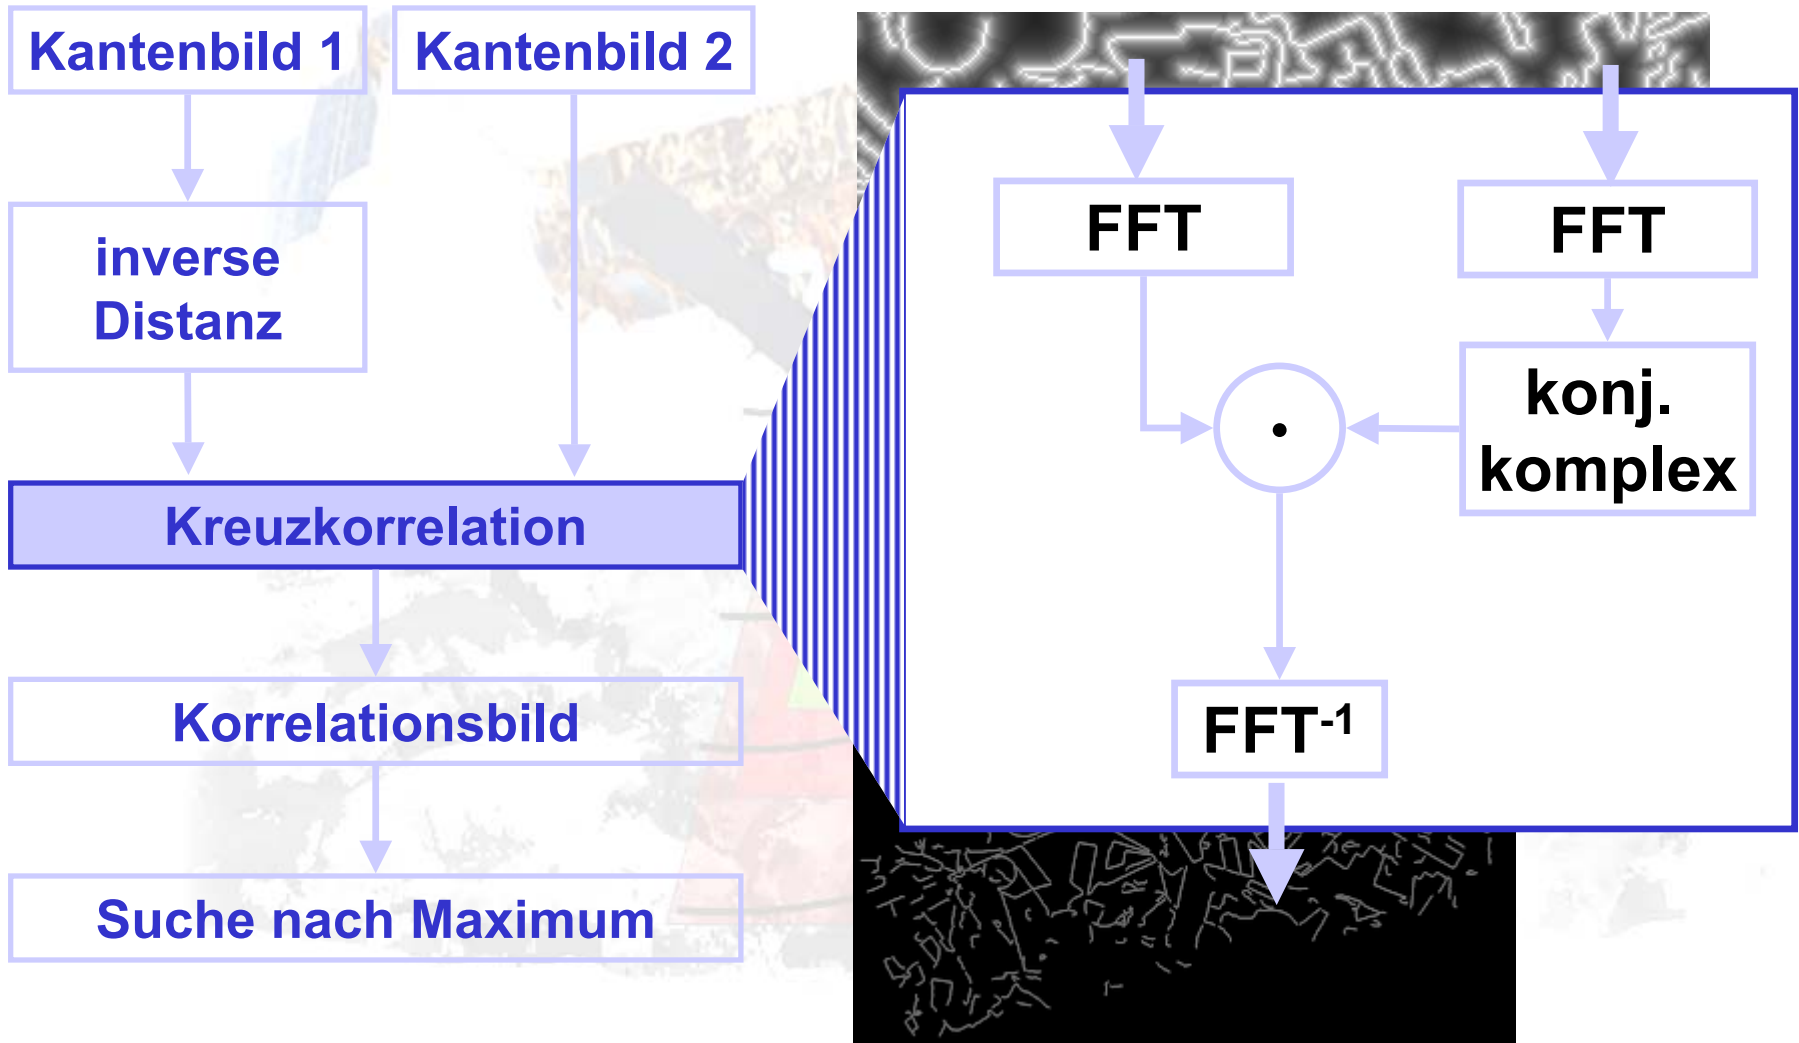 Kantenbild 1
Kantenbild 2
inverse
Distanz
Kreuzkorrelation
Korrelationsbild
Suche nach Maximum
FFT
FFT
konj.
komplex
·
FFT-1